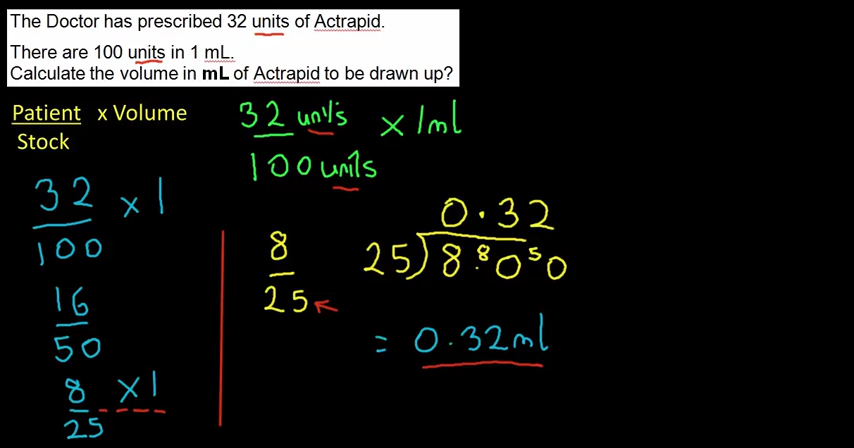 The Doctor has prescribed 32 units of Actrapid.
There are 100 units in 1 mL.
Calculate the volume in mL of Actrapid to be drawn up?
Patient x Volume
Stock
32 units x 1ml
100 units
32 x 1
100
16
50
8 x 1
25
8
25
0.32
25)8.⁸0⁵0
= 0.32ml